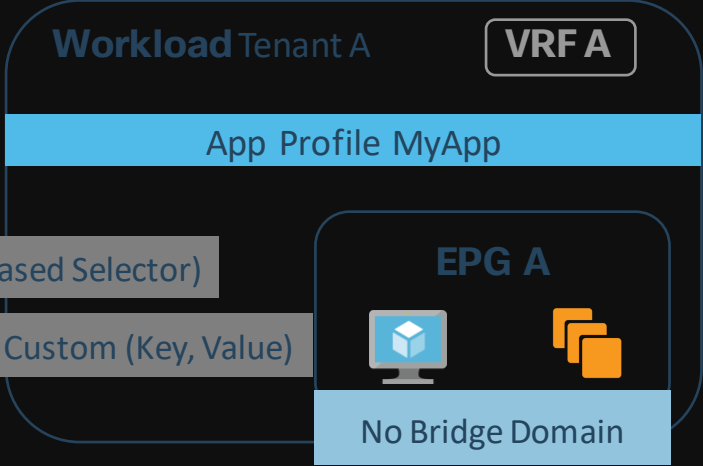 Workload Tenant A
VRF A
App Profile MyApp
ased Selector)
EPG A
Custom (Key, Value)
No Bridge Domain